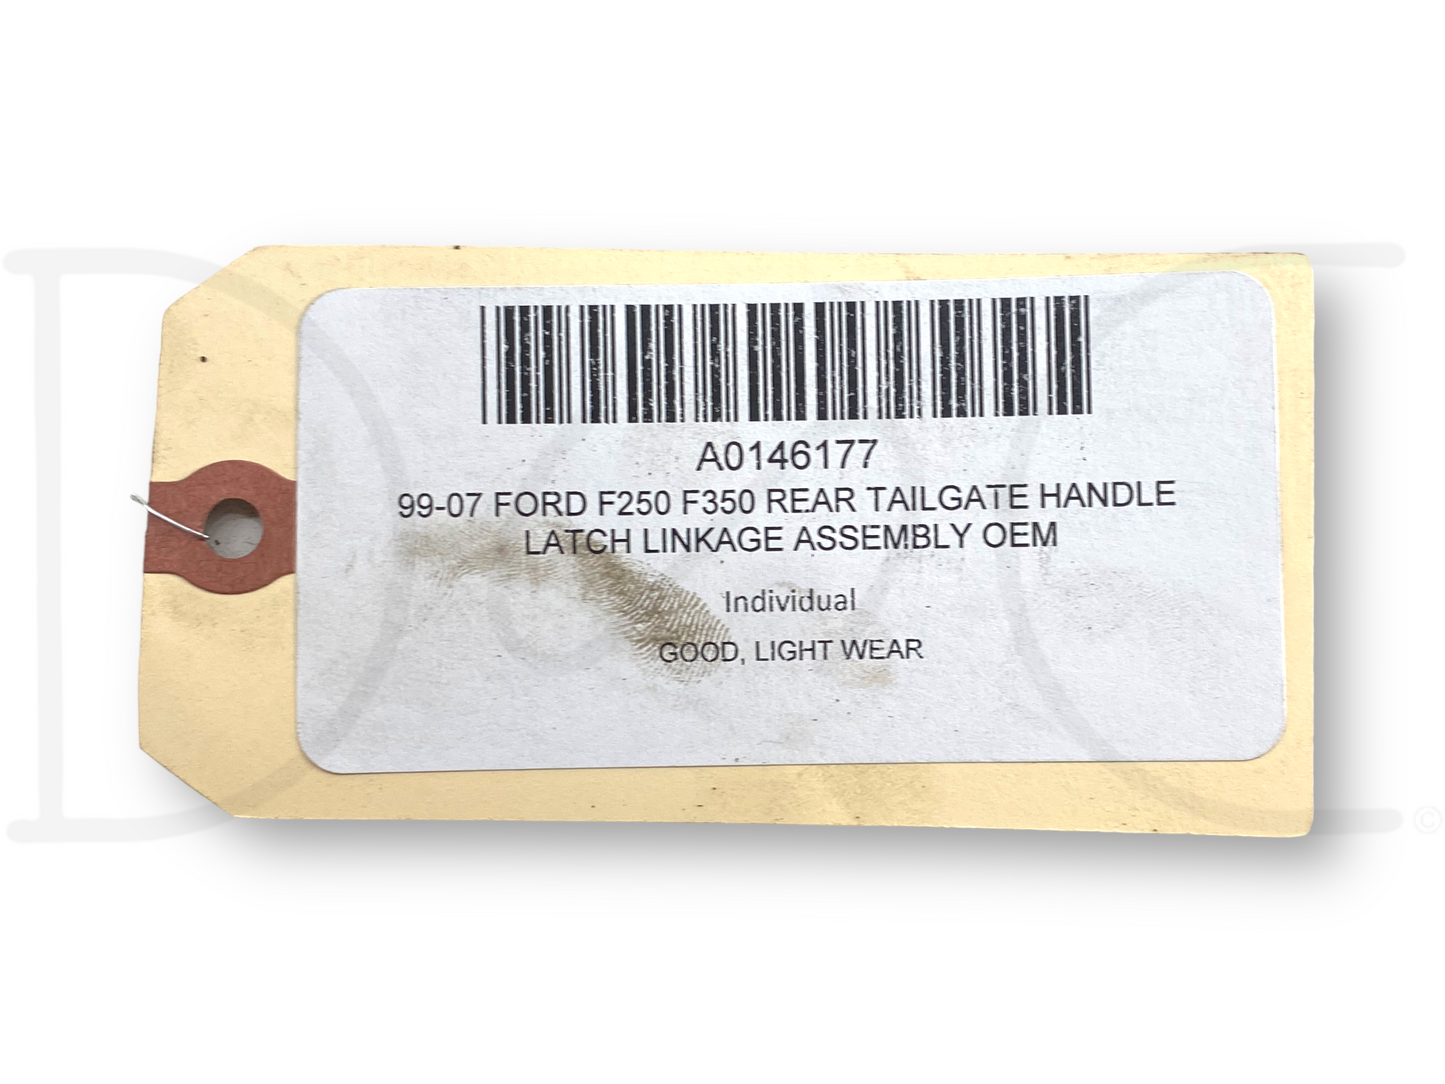 A0146177
99-07 FORD F250 F350 REAR TAILGATE HANDLE
LATCH LINKAGE ASSEMBLY OEM
Individual
GOOD, LIGHT WEAR
©